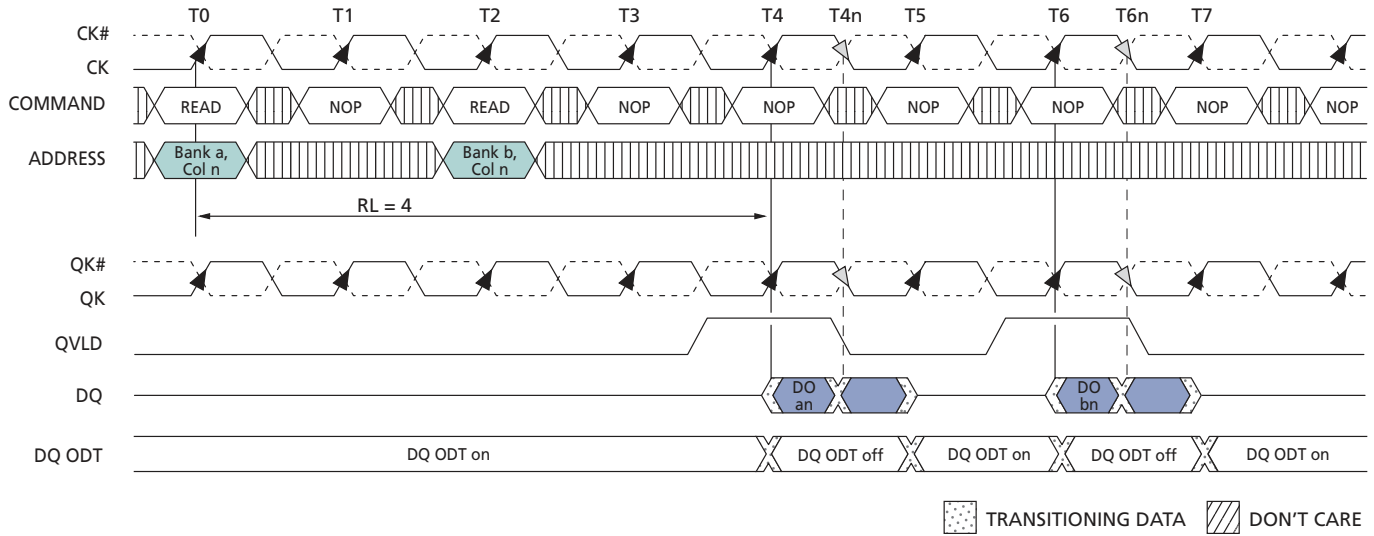 T0 T1 T2 T3 T4 T4n T5 T6 T6n T7
CK#
CK
COMMAND READ NOP READ NOP NOP NOP NOP NOP NOP
ADDRESS Bank a, Col n Bank b, Col n
RL = 4
QK#
QK
QVLD
DQ DO an DO bn
DQ ODT DQ ODT on DQ ODT off DQ ODT on DQ ODT off DQ ODT on
TRANSITIONING DATA DON'T CARE